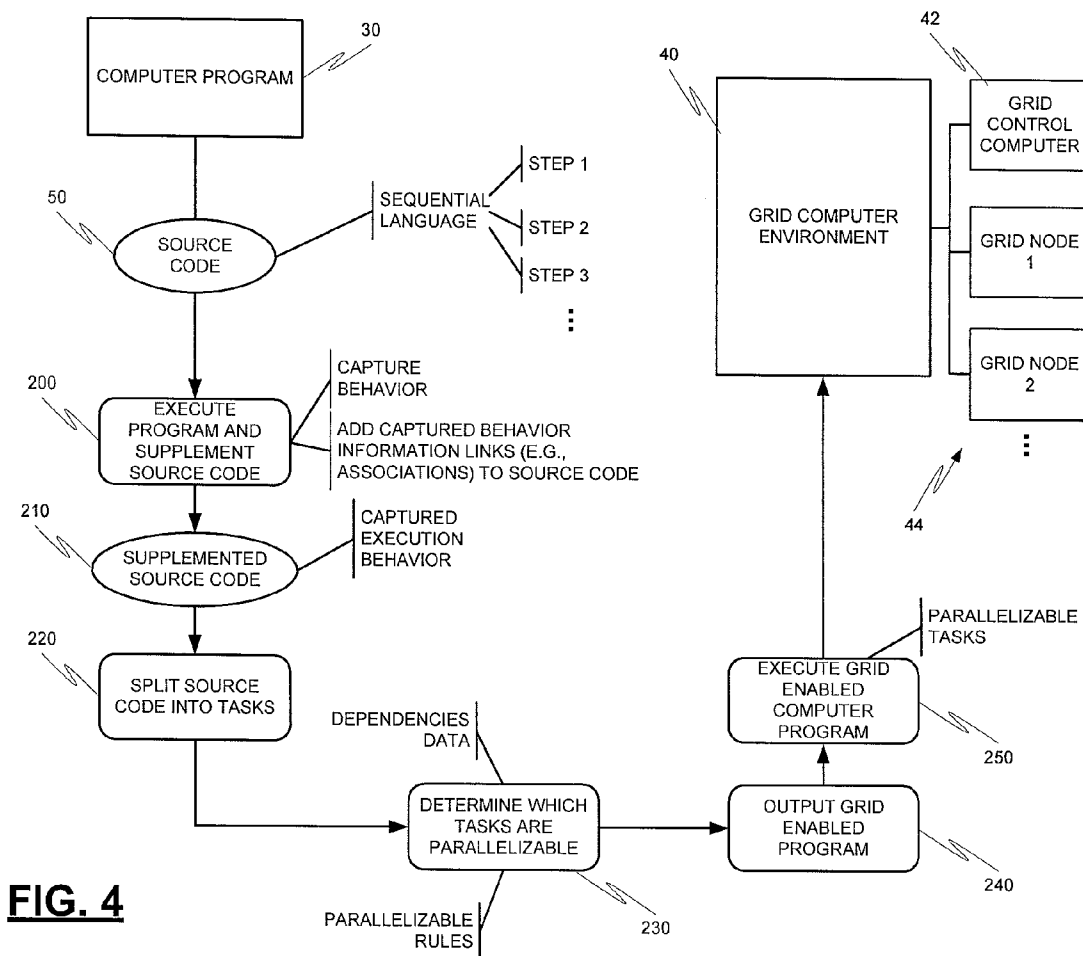 30
COMPUTER PROGRAM
50
SOURCE
CODE
SEQUENTIAL
LANGUAGE
STEP 1
STEP 2
STEP 3
...
200
EXECUTE
PROGRAM AND
SUPPLEMENT
SOURCE CODE
CAPTURE
BEHAVIOR
ADD CAPTURED BEHAVIOR
INFORMATION LINKS (E.G.,
ASSOCIATIONS) TO SOURCE CODE
210
SUPPLEMENTED
SOURCE CODE
CAPTURED
EXECUTION
BEHAVIOR
220
SPLIT SOURCE
CODE INTO TASKS
DEPENDENCIES
DATA
DETERMINE WHICH
TASKS ARE
PARALLELIZABLE
230
PARALLELIZABLE
RULES
OUTPUT GRID
ENABLED
PROGRAM
240
EXECUTE GRID
ENABLED
COMPUTER
PROGRAM
250
PARALLELIZABLE
TASKS
40
GRID COMPUTER
ENVIRONMENT
42
GRID
CONTROL
COMPUTER
GRID NODE
1
GRID NODE
2
...
44
FIG. 4